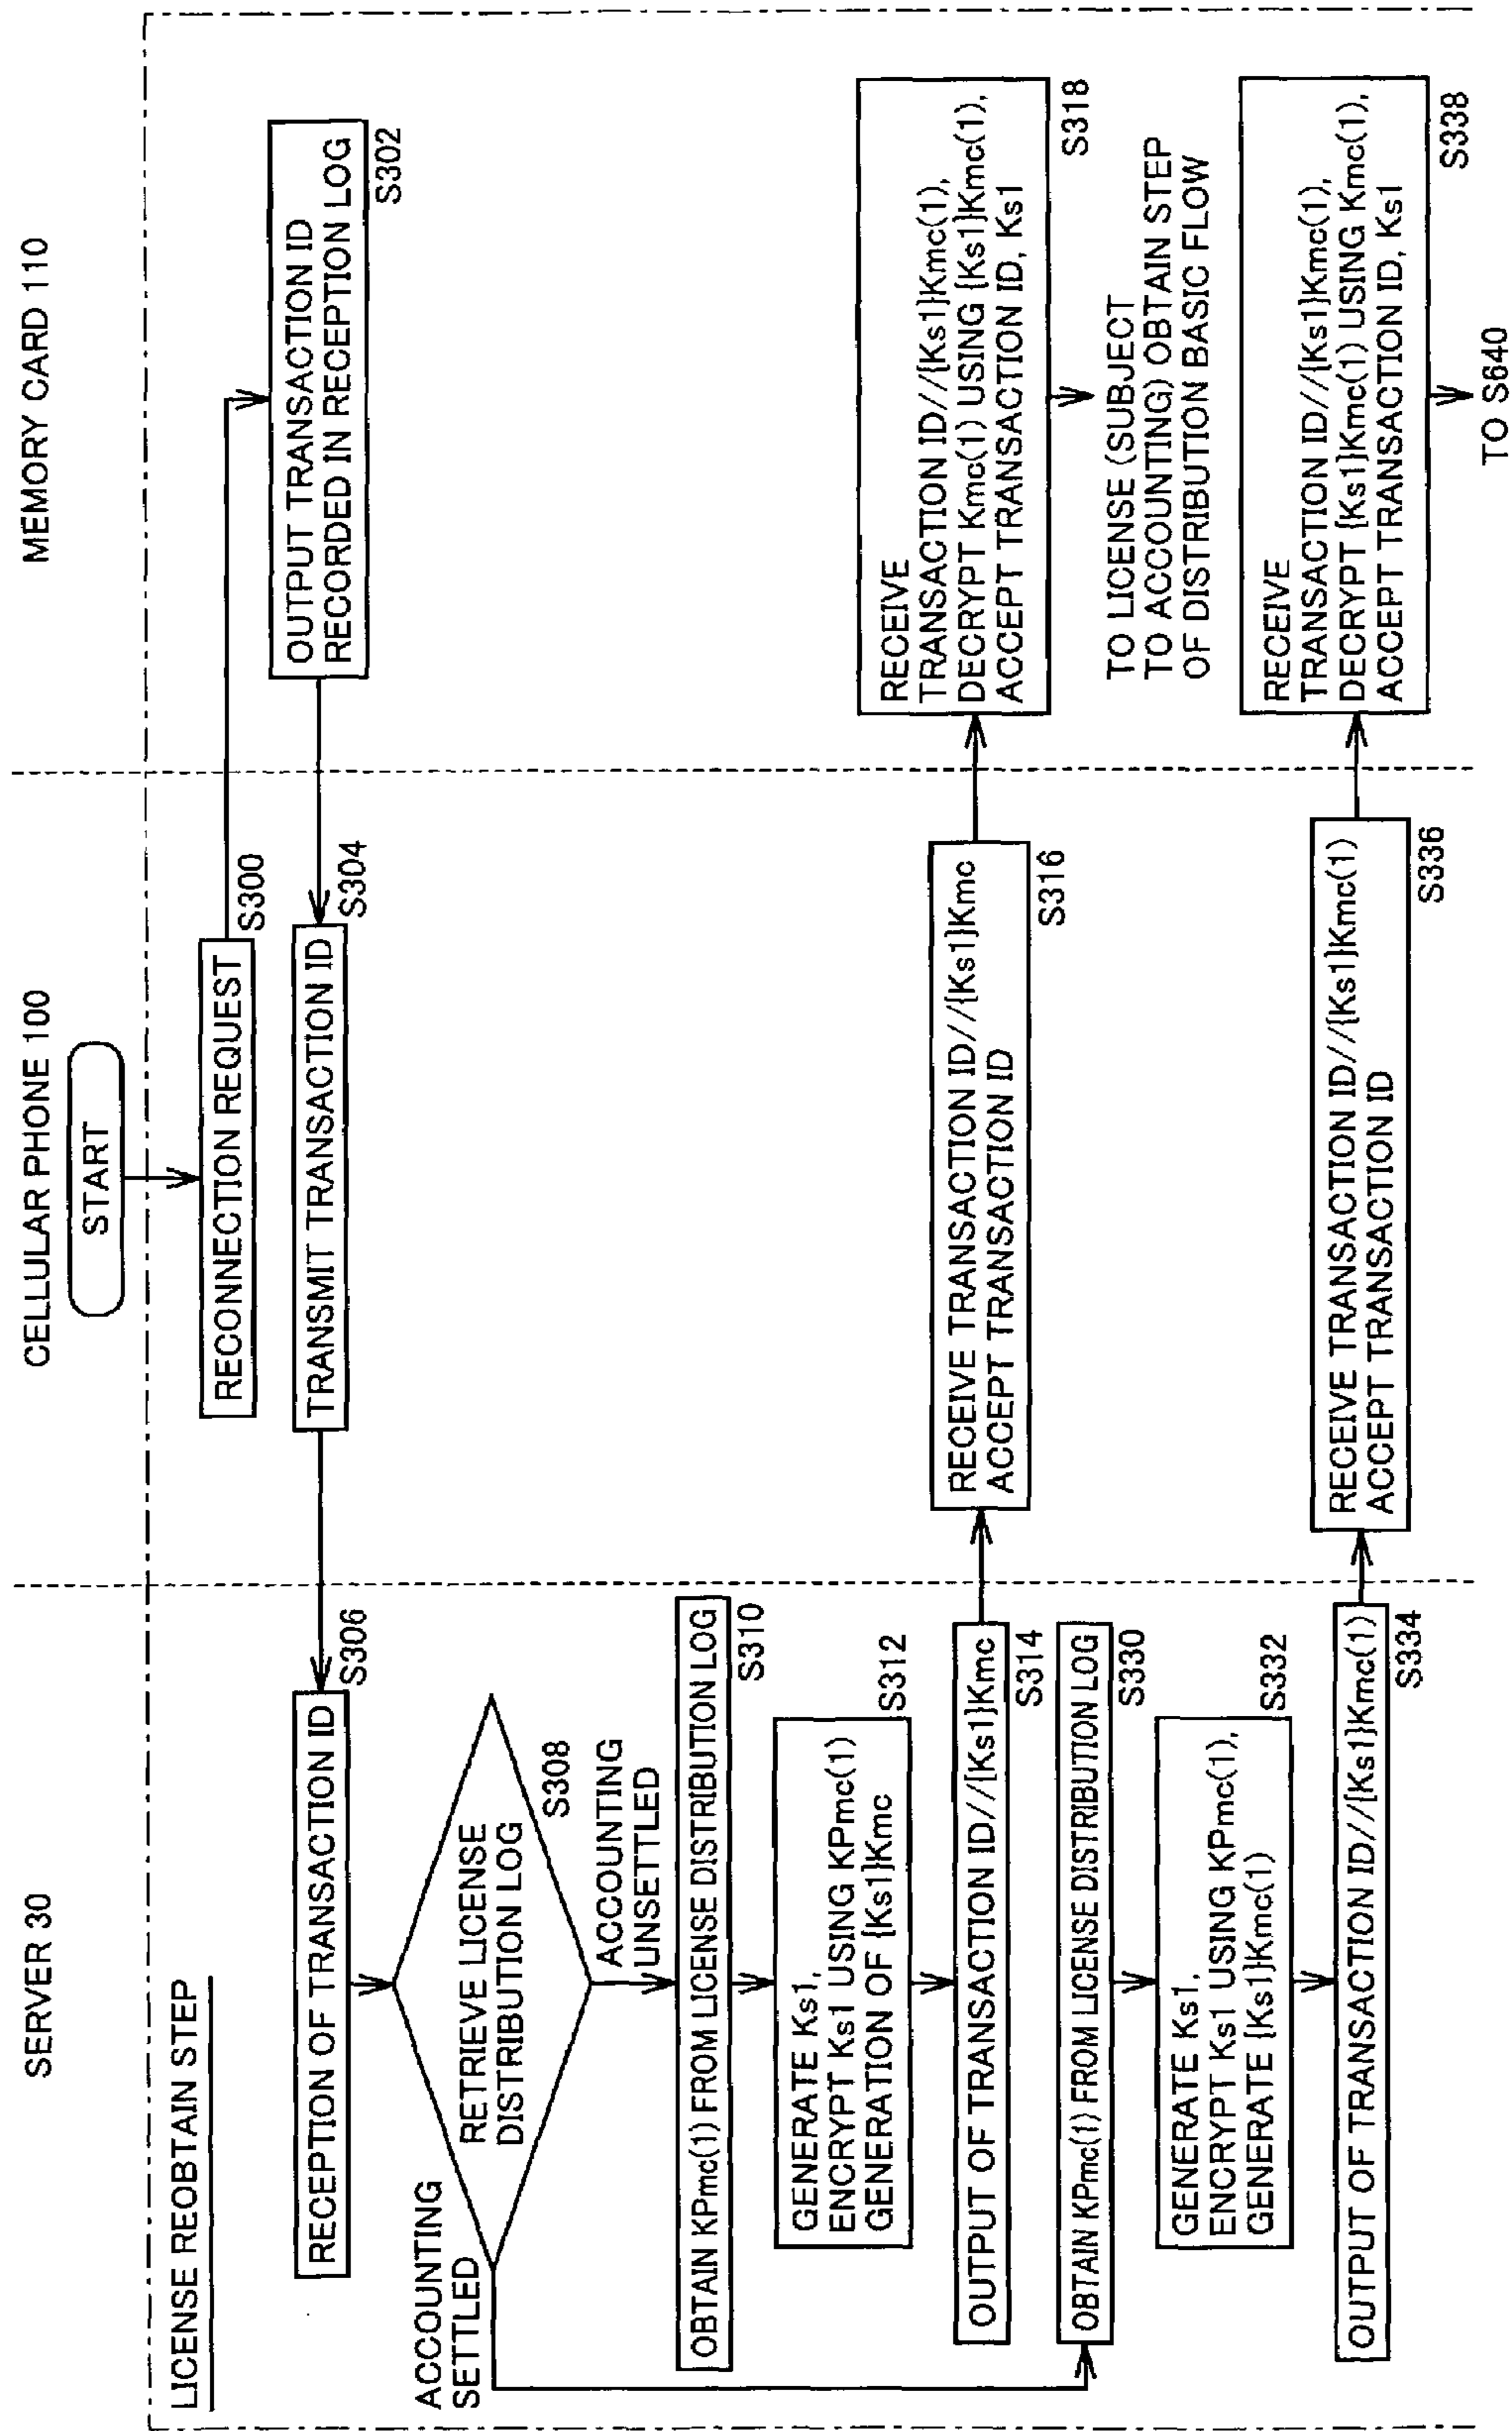 SERVER 30
CELLULAR PHONE 100
MEMORY CARD 110
START
LICENSE REOBTAIN STEP
RECONNECTION REQUEST
S300
OUTPUT TRANSACTION ID
RECORDED IN RECEPTION LOG
S302
TRANSMIT TRANSACTION ID
S304
RECEPTION OF TRANSACTION ID
S306
RETRIEVE LICENSE
DISTRIBUTION LOG
S308
ACCOUNTING
SETTLED
ACCOUNTING
UNSETTLED
OBTAIN KPmc(1) FROM LICENSE DISTRIBUTION LOG
S310
GENERATE Ks1,
ENCRYPT Ks1 USING KPmc(1)
GENERATION OF {Ks1}Kmc
S312
OUTPUT OF TRANSACTION ID//{Ks1}Kmc
S314
RECEIVE TRANSACTION ID//{Ks1}Kmc
ACCEPT TRANSACTION ID
S316
RECEIVE
TRANSACTION ID//{Ks1}Kmc(1),
DECRYPT Kmc(1) USING {Ks1}Kmc(1),
ACCEPT TRANSACTION ID, Ks1
S318
TO LICENSE (SUBJECT
TO ACCOUNTING) OBTAIN STEP
OF DISTRIBUTION BASIC FLOW
OBTAIN KPmc(1) FROM LICENSE DISTRIBUTION LOG
S330
GENERATE Ks1,
ENCRYPT Ks1 USING KPmc(1),
GENERATE {Ks1}Kmc(1)
S332
OUTPUT OF TRANSACTION ID//{Ks1}Kmc(1)
S334
RECEIVE TRANSACTION ID//{Ks1}Kmc(1)
ACCEPT TRANSACTION ID
S336
RECEIVE
TRANSACTION ID//{Ks1}Kmc(1),
DECRYPT {Ks1}Kmc(1) USING Kmc(1),
ACCEPT TRANSACTION ID, Ks1
S338
TO S640